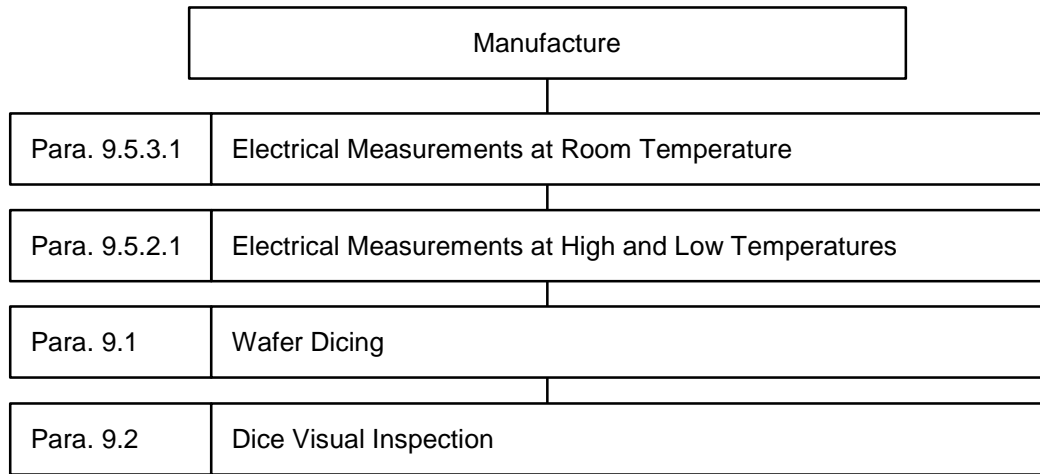 Manufacture
Para. 9.5.3.1 Electrical Measurements at Room Temperature
Para. 9.5.2.1 Electrical Measurements at High and Low Temperatures
Para. 9.1 Wafer Dicing
Para. 9.2 Dice Visual Inspection